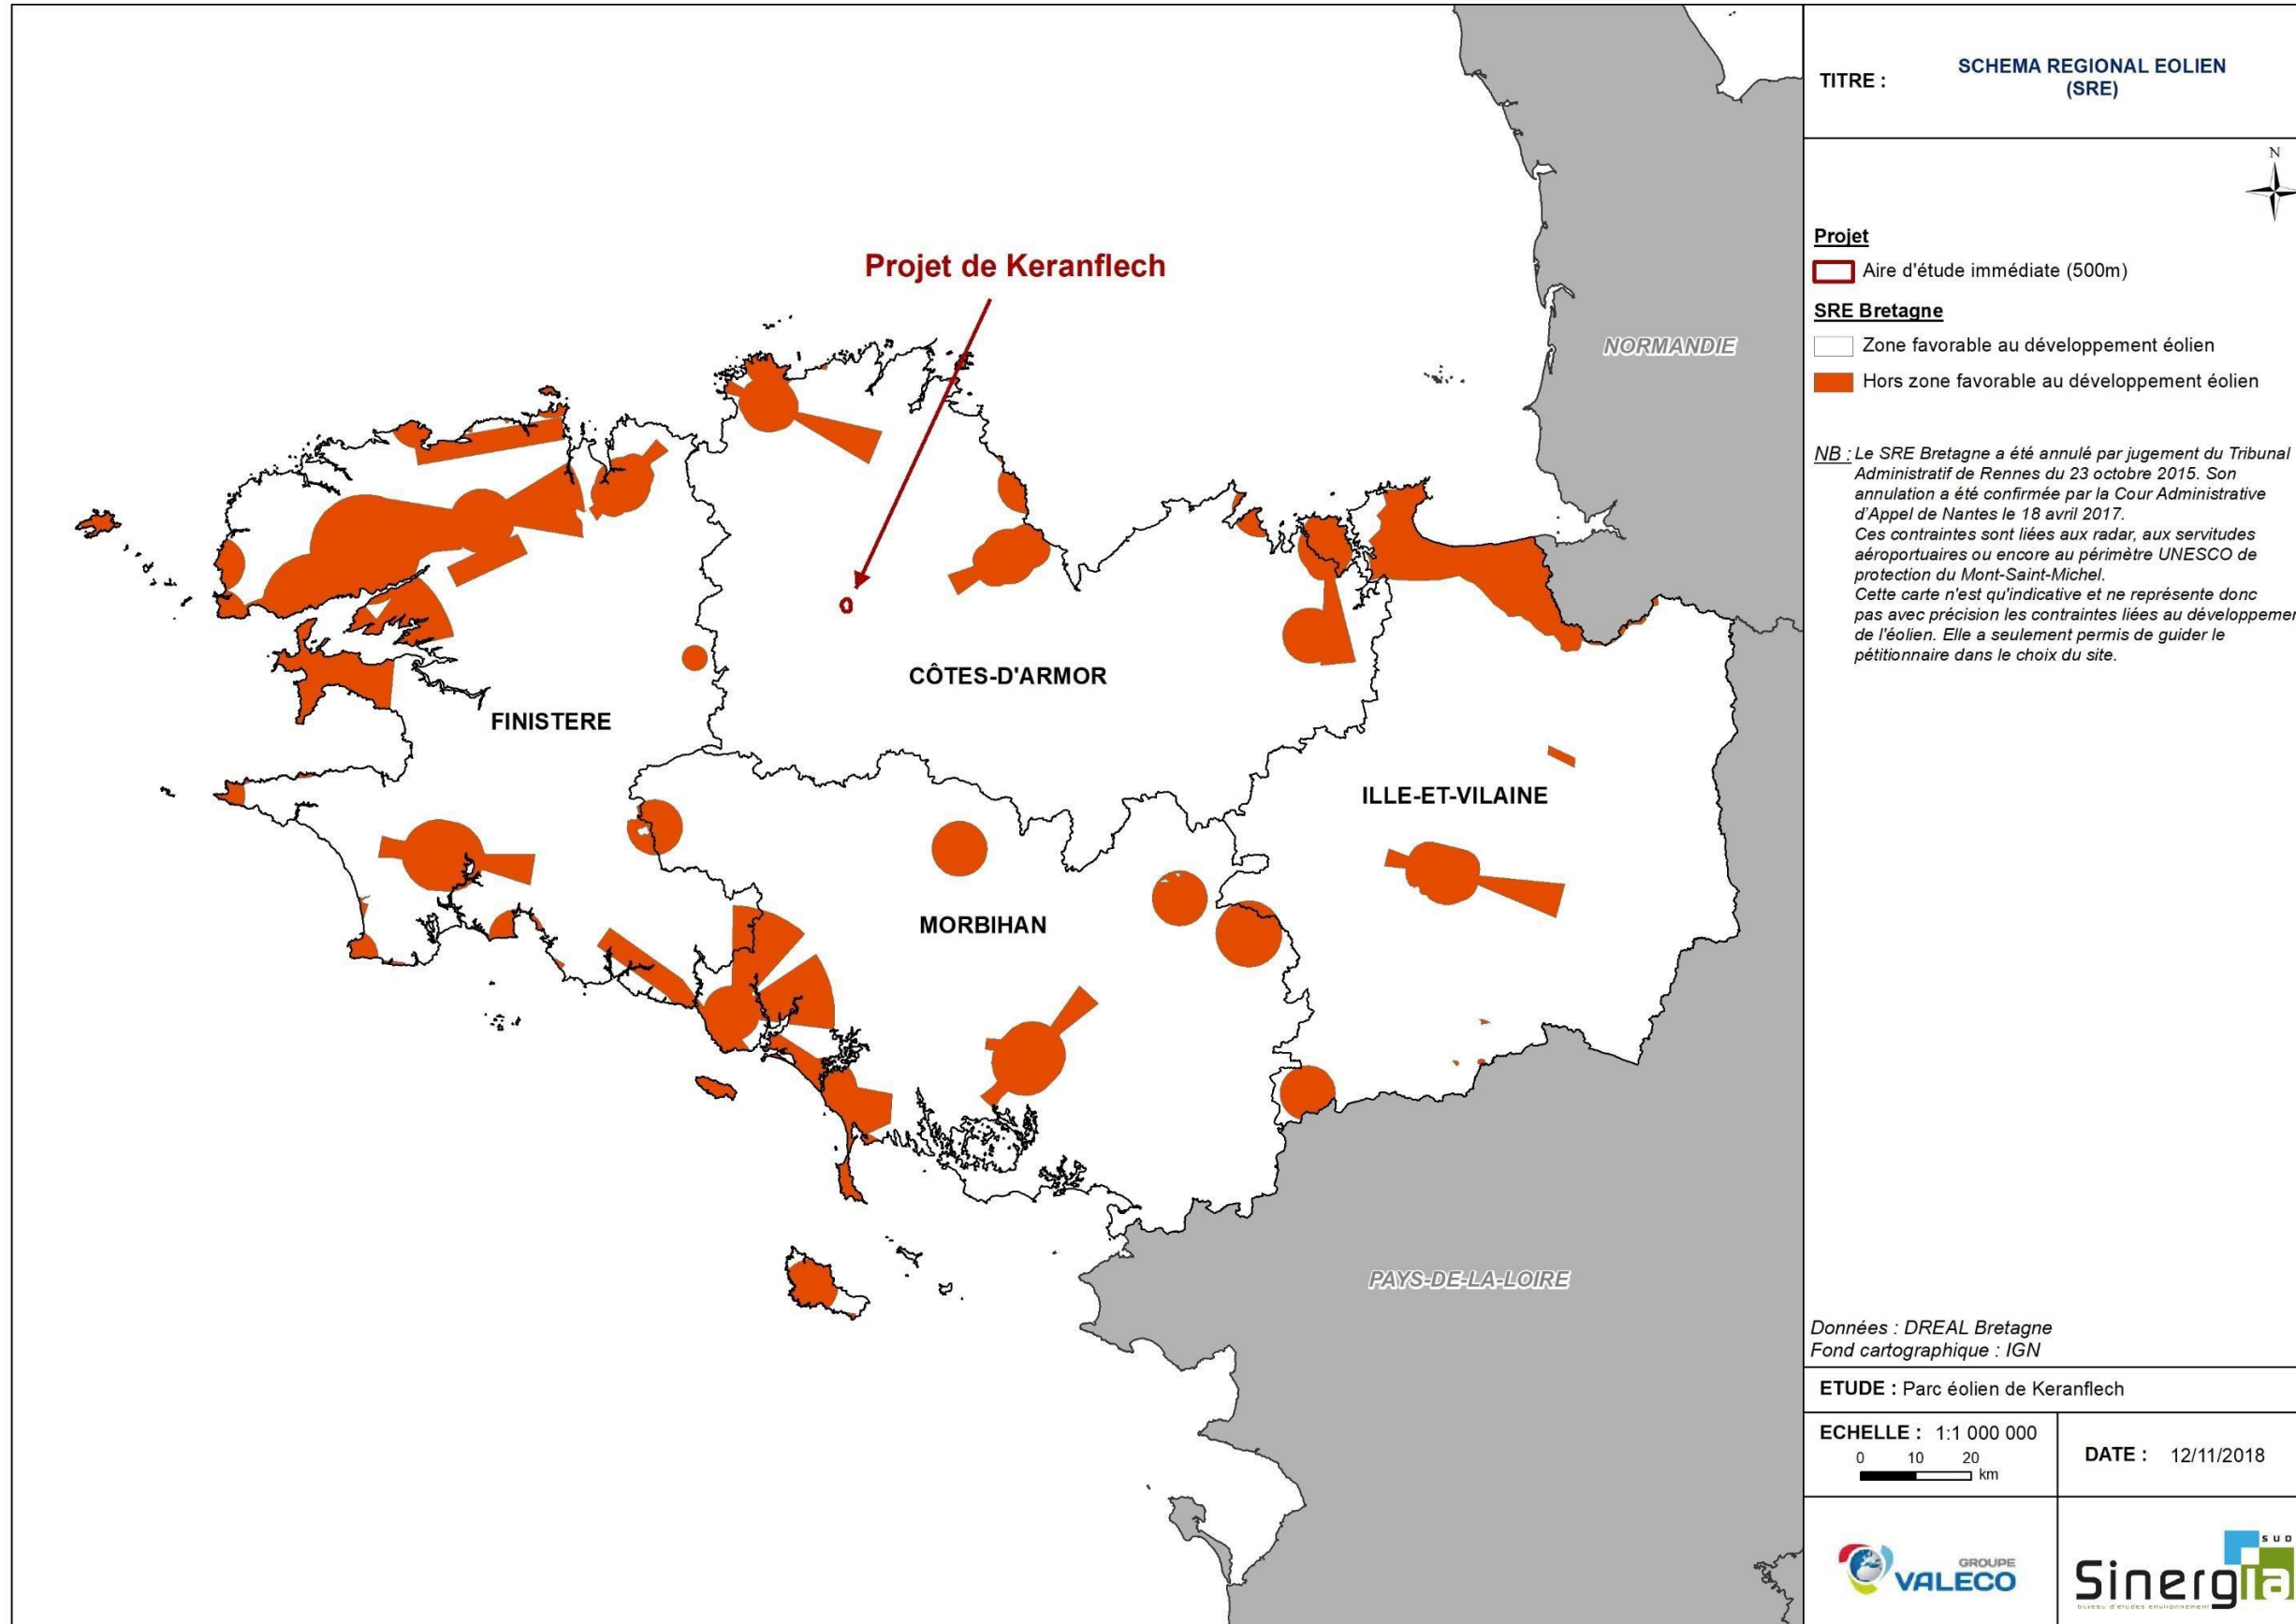 TITRE :
SCHEMA REGIONAL EOLIEN
(SRE)
N
Projet
Aire d'étude immédiate (500m)
SRE Bretagne
Zone favorable au développement éolien
Hors zone favorable au développement éolien
NB : Le SRE Bretagne a été annulé par jugement du Tribunal
Administratif de Rennes du 23 octobre 2015. Son
annulation a été confirmée par la Cour Administrative
d'Appel de Nantes le 18 avril 2017.
Ces contraintes sont liées aux radar, aux servitudes
aéroportuaires ou encore au périmètre UNESCO de
protection du Mont-Saint-Michel.
Cette carte n'est qu'indicative et ne représente donc
pas avec précision les contraintes liées au développemen
de l'éolien. Elle a seulement permis de guider le
pétitionnaire dans le choix du site.
Projet de Keranflech
NORMANDIE
CÔTES-D'ARMOR
FINISTERE
ILLE-ET-VILAINE
MORBIHAN
PAYS-DE-LA-LOIRE
Données : DREAL Bretagne
Fond cartographique : IGN
ETUDE : Parc éolien de Keranflech
ECHELLE : 1:1 000 000
0 10 20
km
DATE : 12/11/2018
GROUPE
VALECO
SUD
Sinergia
bureau d'études environnement